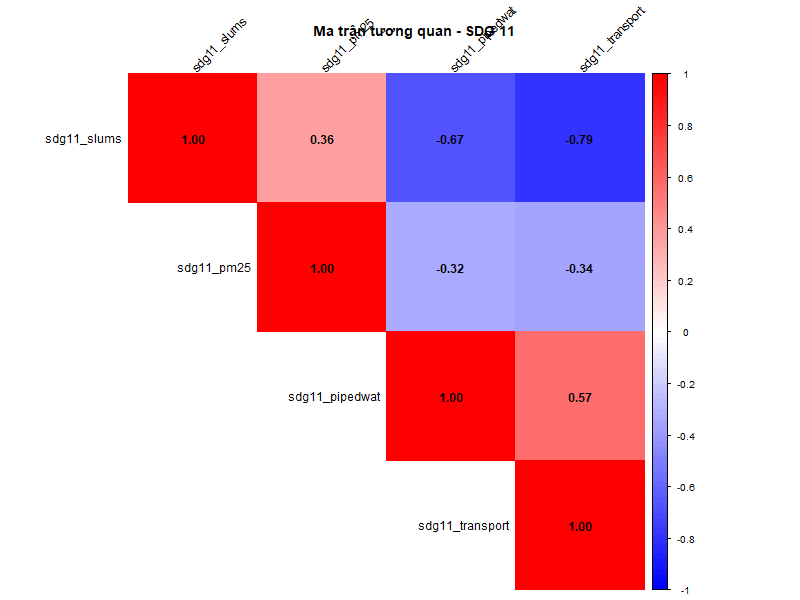 Ma trận tương quan - SDG 11
sdg11_slums
sdg11_pm25
sdg11_pipedwat
sdg11_transport
sdg11_slums
1.00
0.36
-0.67
-0.79
sdg11_pm25
1.00
-0.32
-0.34
sdg11_pipedwat
1.00
0.57
sdg11_transport
1.00
1
0.8
0.6
0.4
0.2
0
-0.2
-0.4
-0.6
-0.8
-1